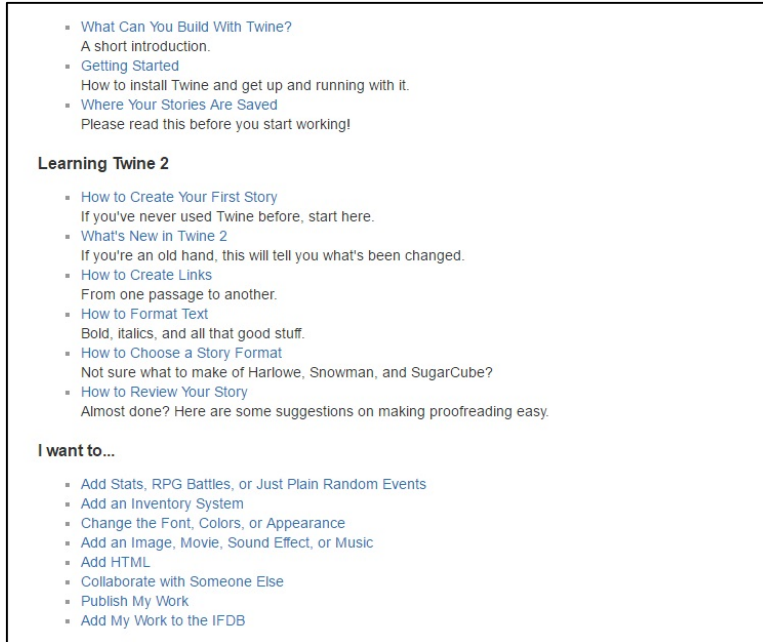 What Can You Build With Twine?
A short introduction.
Getting Started
How to install Twine and get up and running with it.
Where Your Stories Are Saved
Please read this before you start working!
Learning Twine 2
How to Create Your First Story
If you've never used Twine before, start here.
What's New in Twine 2
If you're an old hand, this will tell you what's been changed.
How to Create Links
From one passage to another.
How to Format Text
Bold, italics, and all that good stuff.
How to Choose a Story Format
Not sure what to make of Harlowe, Snowman, and SugarCube?
How to Review Your Story
Almost done? Here are some suggestions on making proofreading easy.
I want to...
Add Stats, RPG Battles, or Just Plain Random Events
Add an Inventory System
Change the Font, Colors, or Appearance
Add an Image, Movie, Sound Effect, or Music
Add HTML
Collaborate with Someone Else
Publish My Work
Add My Work to the IFDB